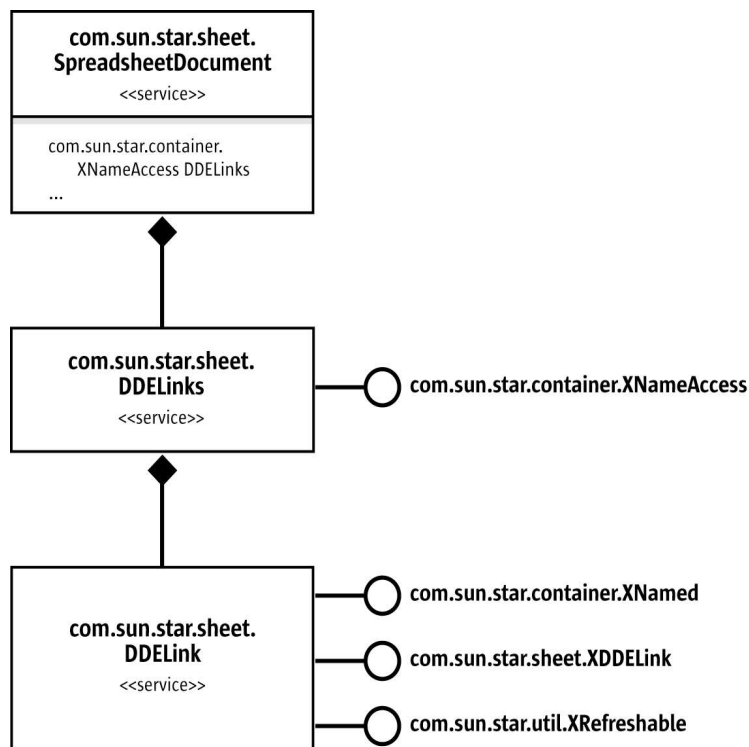 com.sun.star.sheet.
SpreadsheetDocument
<<service>>
com.sun.star.container.
XNameAccess DDELinks
...
com.sun.star.sheet.
DDELinks
<<service>>
com.sun.star.container.XNameAccess
com.sun.star.sheet.
DDELink
<<service>>
com.sun.star.container.XNamed
com.sun.star.sheet.XDDELink
com.sun.star.util.XRefreshable